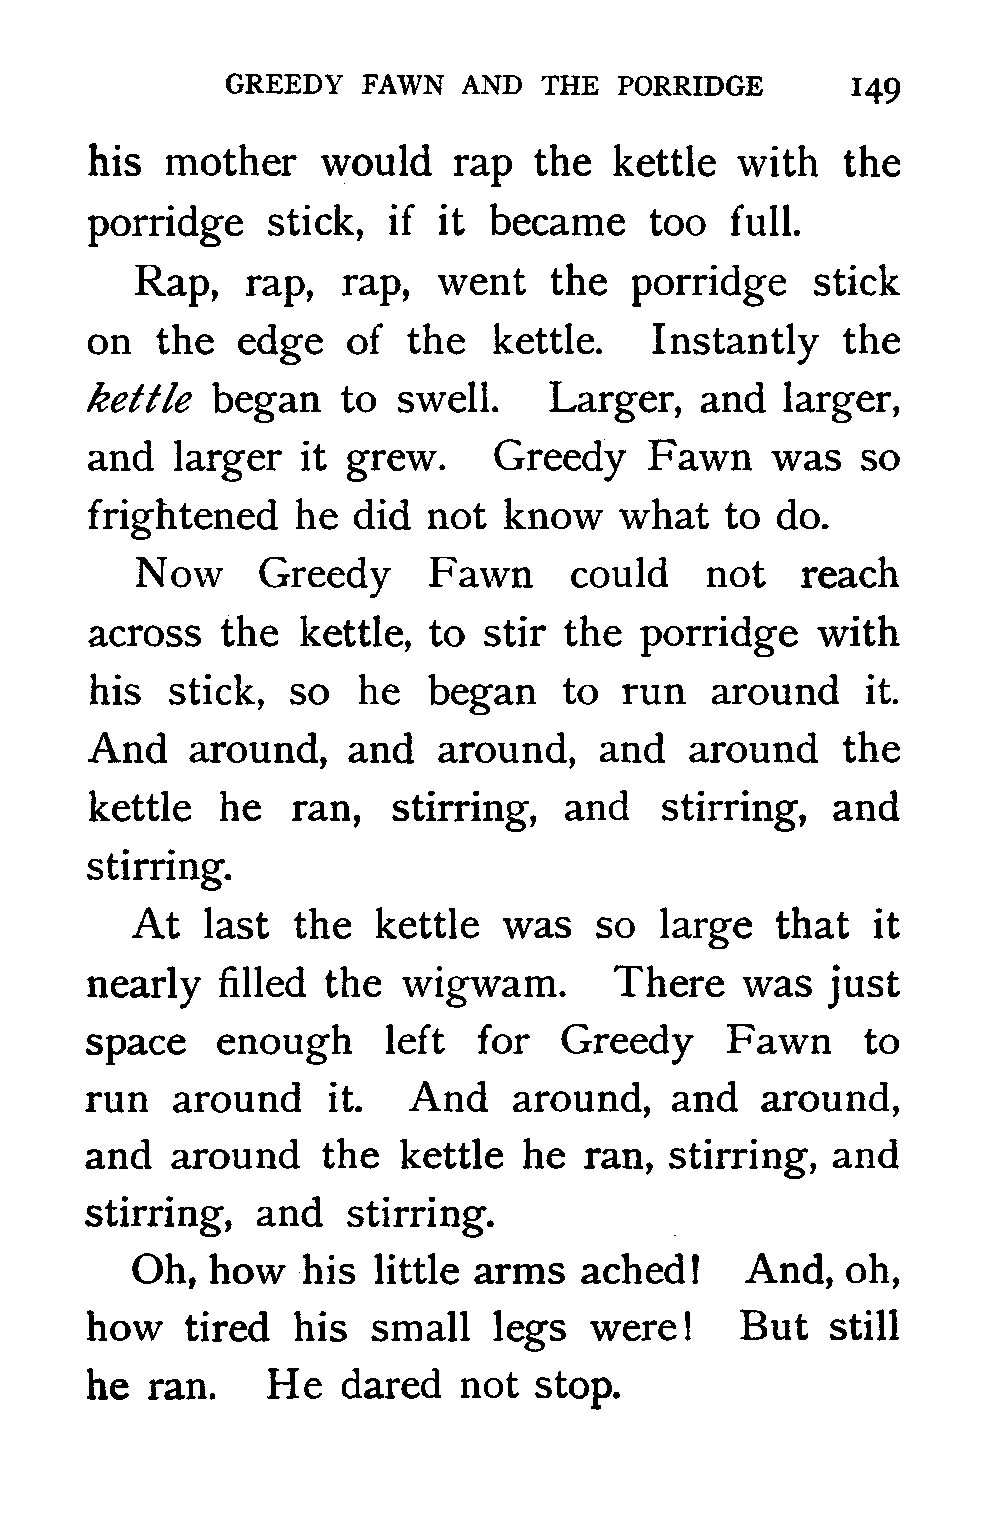 GREEDY FAWN AND THE PORRIDGE 149
his mother would rap the kettle with the
porridge stick, if it became too full.
Rap, rap, rap, went the porridge stick
on the edge of the kettle. Instantly the
kettle began to swell. Larger, and larger,
and larger it grew. Greedy Fawn was so
frightened he did not know what to do.
Now Greedy Fawn could not reach
across the kettle, to stir the porridge with
his stick, so he began to run around it.
And around, and around, and around the
kettle he ran, stirring, and stirring, and
stirring.
At last the kettle was so large that it
nearly filled the wigwam. There was just
space enough left for Greedy Fawn to
run around it. And around, and around,
and around the kettle he ran, stirring, and
stirring, and stirring.
Oh, how his little arms ached! And, oh,
how tired his small legs were! But still
he ran. He dared not stop.